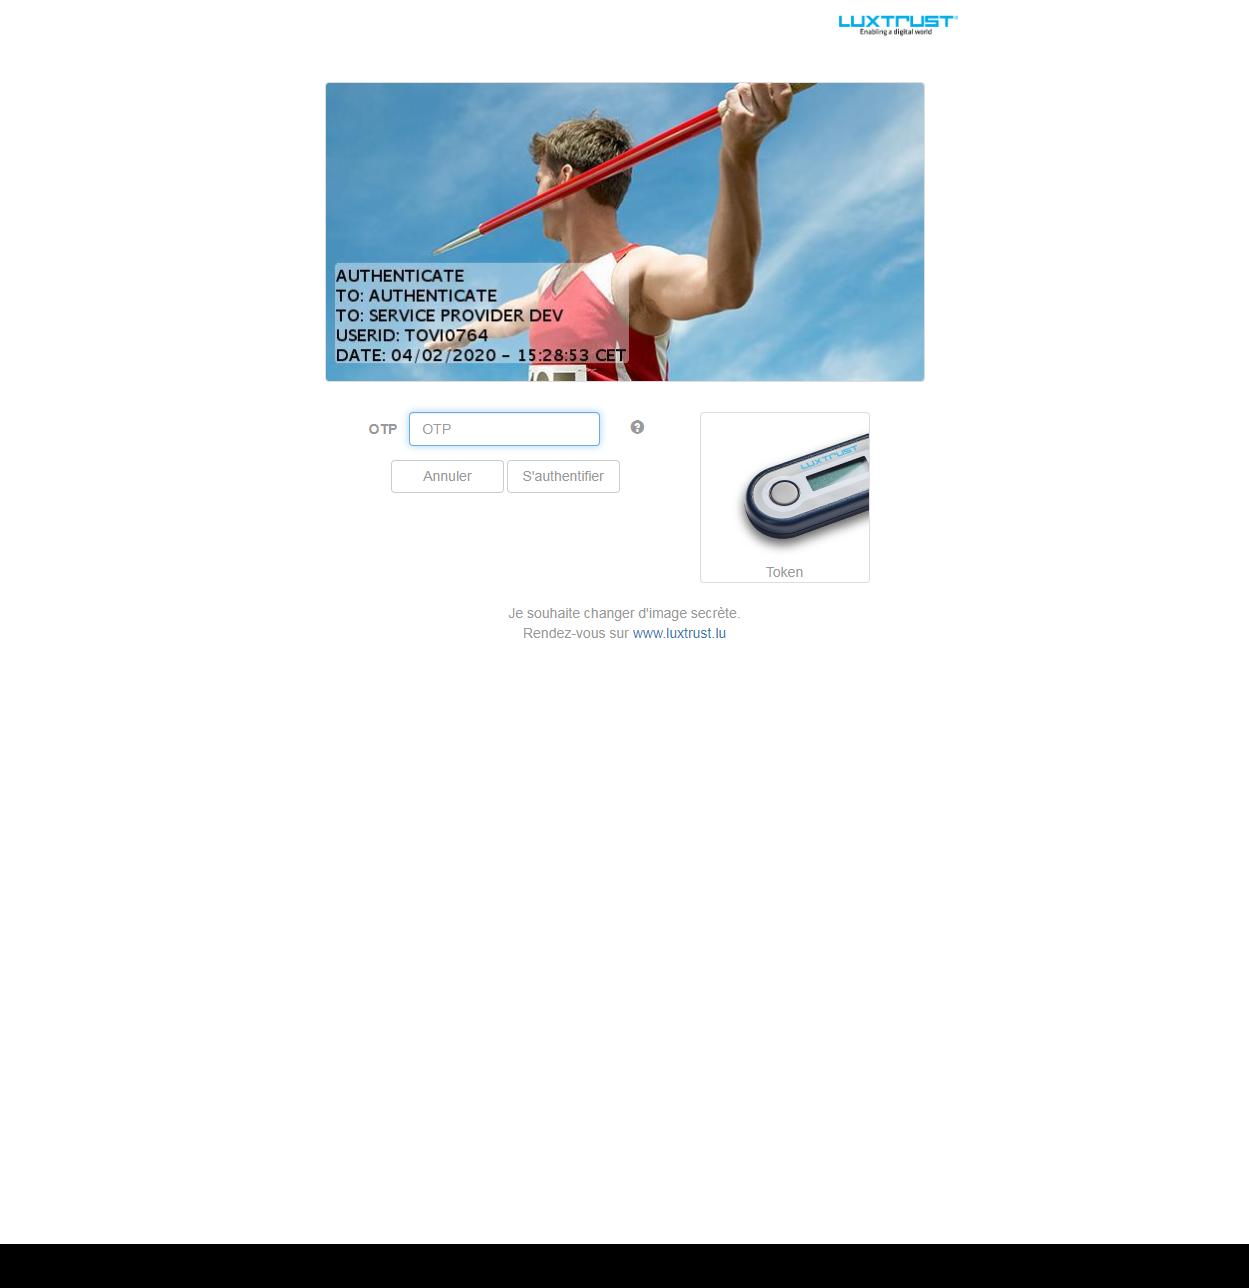 LUXTRUST
Enabling a digital world
AUTHENTICATE
TO: AUTHENTICATE
TO: SERVICE PROVIDER DEV
USERID: TOVI0764
DATE: 04/02/2020 - 15:28:53 CET
OTP OTP ?
LUXTRUST
Annuler S'authentifier
Token
Je souhaite changer d'image secrète.
Rendez-vous sur www.luxtrust.lu